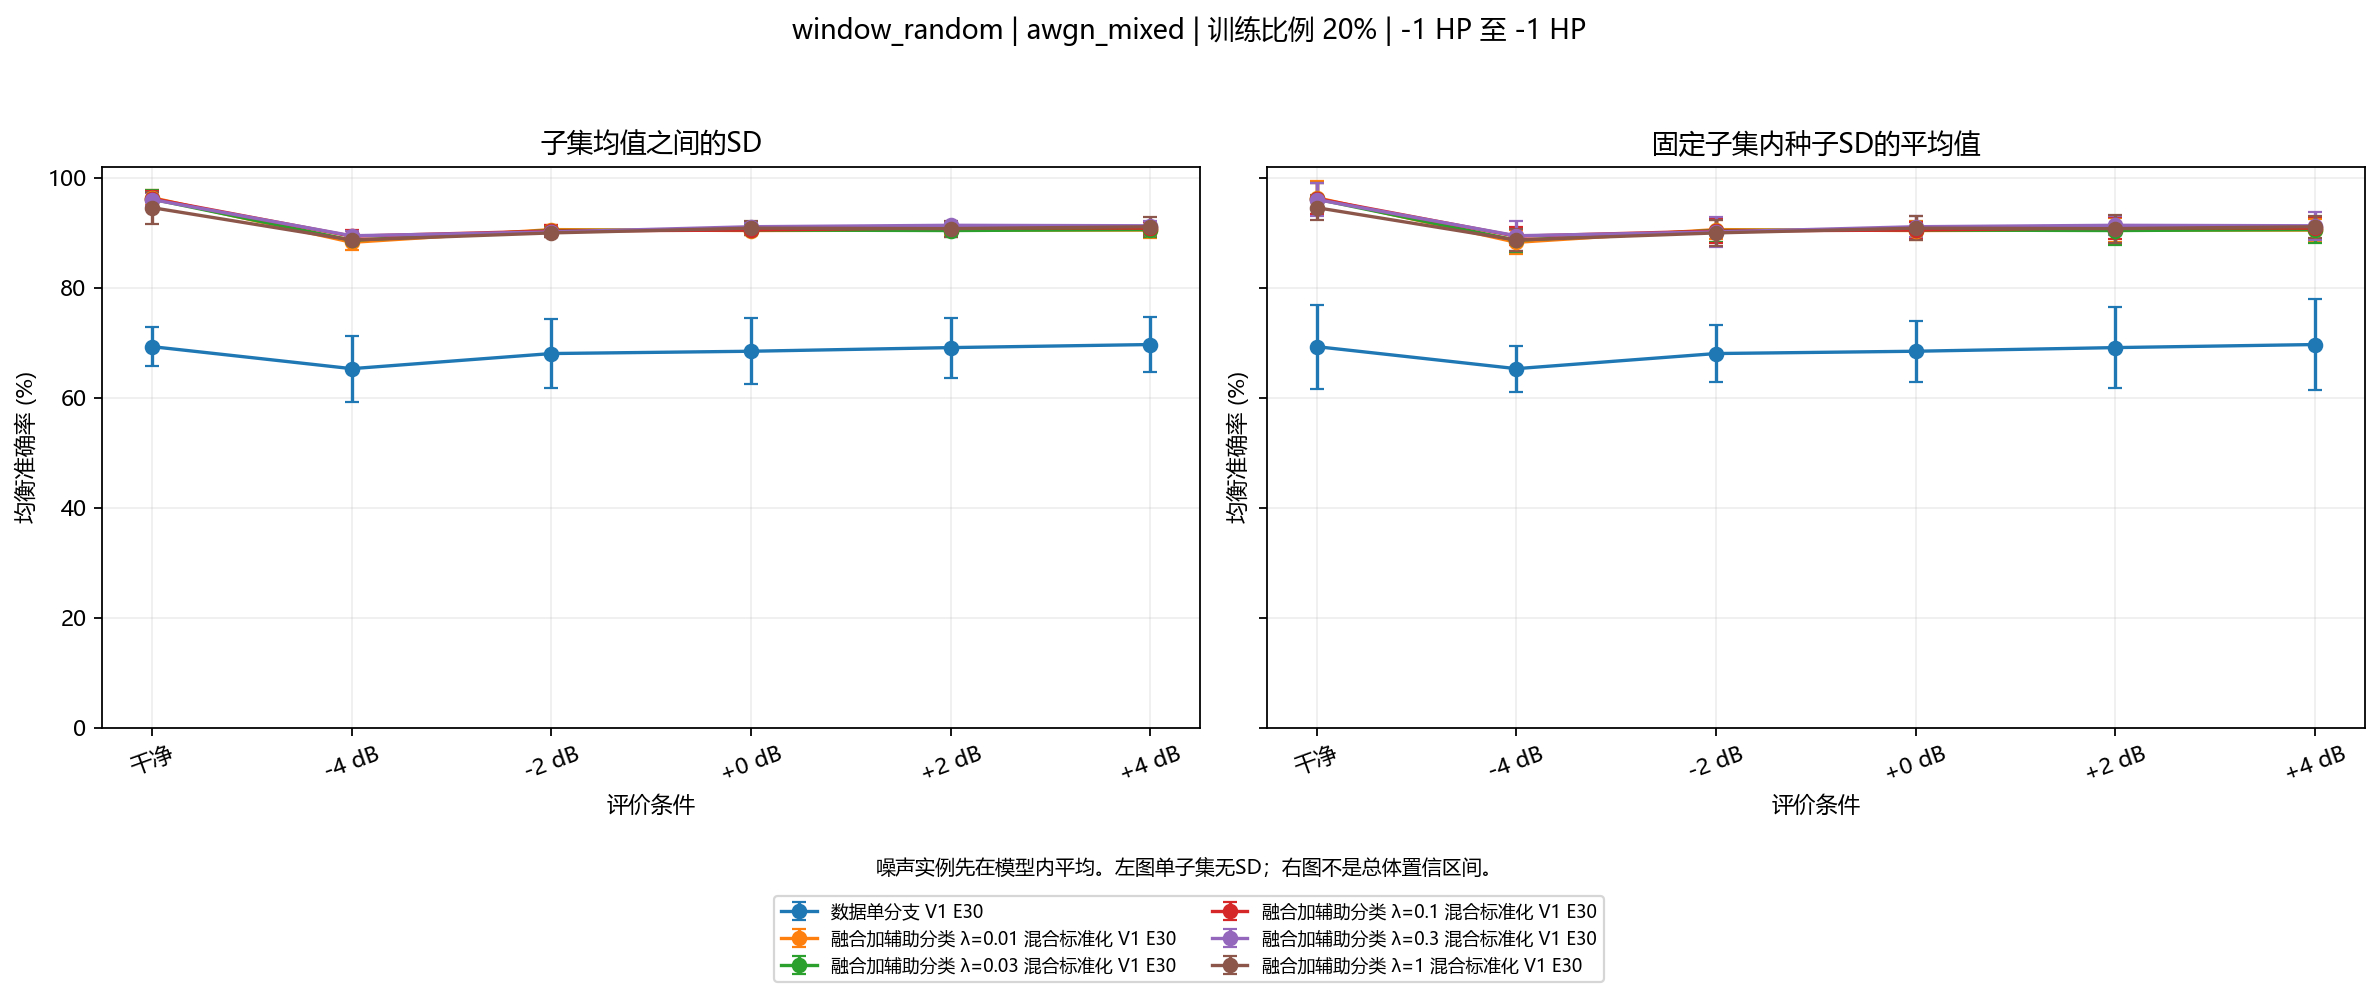 window_random | awgn_mixed | 训练比例 20% | -1 HP 至 -1 HP
子集均值之间的SD
固定子集内种子SD的平均值
均衡准确率 (%)
100
80
60
40
20
0
干净
-4 dB
-2 dB
+0 dB
+2 dB
+4 dB
评价条件
均衡准确率 (%)
干净
-4 dB
-2 dB
+0 dB
+2 dB
+4 dB
评价条件
噪声实例先在模型内平均。左图单子集无SD；右图不是总体置信区间。
数据单分支 V1 E30
融合加辅助分类 λ=0.01 混合标准化 V1 E30
融合加辅助分类 λ=0.03 混合标准化 V1 E30
融合加辅助分类 λ=0.1 混合标准化 V1 E30
融合加辅助分类 λ=0.3 混合标准化 V1 E30
融合加辅助分类 λ=1 混合标准化 V1 E30